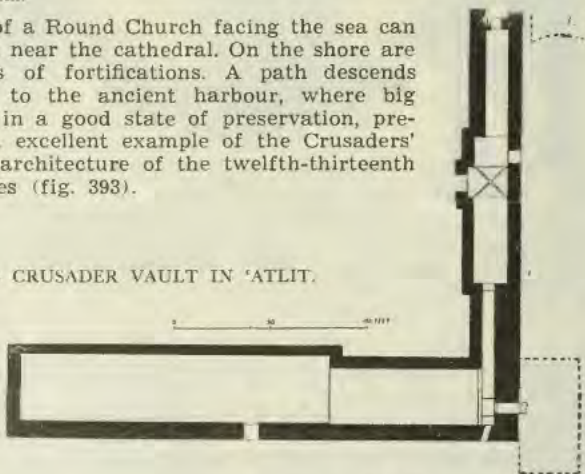 of a Round Church facing the sea can
near the cathedral. On the shore are
of fortifications. A path descends
to the ancient harbour, where big
in a good state of preservation, pre-
excellent example of the Crusaders'
architecture of the twelfth-thirteenth
(fig. 393).
CRUSADER VAULT IN 'ATLIT.